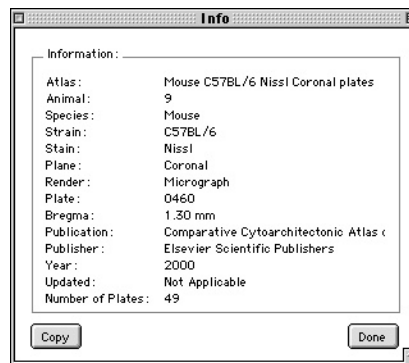 Info
Information:
Atlas: Mouse C57BL/6 Nissl Coronal plates
Animal: 9
Species: Mouse
Strain: C57BL/6
Stain: Nissl
Plane: Coronal
Render: Micrograph
Plate: 0460
Bregma: 1.30 mm
Publication: Comparative Cytoarchitectonic Atlas
Publisher: Elsevier Scientific Publishers
Year: 2000
Updated: Not Applicable
Number of Plates: 49
Copy Done